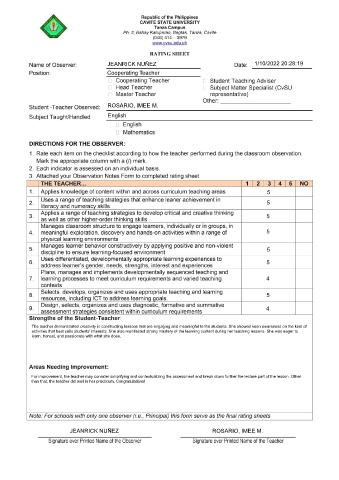 Republic of the Philippines
CAVITE STATE UNIVERSITY
Tanza Campus
Ph. 2, Bahay Katuparan, Bagtas, Tanza, Cavite
(046) 414 - 3979
www.cvsu.edu.ph
RATING SHEET
Name of Observer: JEANRICK NUÑEZ Date: 1/10/2022 20:28:19
Position: Cooperating Teacher
Cooperating Teacher Student Teaching Adviser
Head Teacher Subject Matter Specialist (CvSU
Master Teacher representative)
Other:
Student -Teacher Observed: ROSARIO, IMEE M.
Subject Taught/Handled English
English
Mathematics
DIRECTIONS FOR THE OBSERVER:
1. Rate each item on the checklist according to how the teacher performed during the classroom observation.
Mark the appropriate column with a (/) mark.
2. Each indicator is assessed on an individual basis.
3. Attached your Observation Notes Form to completed rating sheet
THE TEACHER… 1 2 3 4 5 NO
1. Applies knowledge of content within and across curriculum teaching areas 5
2. Uses a range of teaching strategies that enhance learner achievement in
literacy and numeracy skills 5
3. Applies a range of teaching strategies to develop critical and creative thinking
as well as other higher-order thinking skills 5
4. Manages classroom structure to engage learners, individually or in groups, in
meaningful exploration, discovery and hands-on activities within a range of
physical learning environments 5
5. Manages learner behavior constructively by applying positive and non-violent
discipline to ensure learning-focused environment 5
6. Uses differentiated, developmentally appropriate learning experiences to
address learner's gender, needs, strengths, interest and experiences 5
7. Plans, manages and implements developmentally sequenced teaching and
learning processes to meet curriculum requirements and varied teaching
contexts 4
8. Selects, develops, organizes and uses appropriate teaching and learning
resources, including ICT to address learning goals 5
9. Design, selects, organizes and uses diagnostic, formative and summative
assessment strategies consistent within curriculum requirements 4
Strengths of the Student-Teacher
The teacher demonstrated creativity in constructing lessons that are engaging and meaningful to the students. She showed keen awareness on the kind of
activities that best suits students' interests. She also manifested strong mastery of the learning content during her teaching lessons. She was eager to
learn, honest, and passionate with what she does.
Areas Needing Improvement:
For improvement, the teacher may consider simplifying and contextualizing the assessment and break down further the lecture part of the lesson. Other
than that, the teacher did well in her practicum. Congratulations!
Note: For schools with only one observer (i.e., Principal) this form serve as the final rating sheets
JEANRICK NUÑEZ ROSARIO, IMEE M.
Signature over Printed Name of the Observer Signature over Printed Name of the Teacher